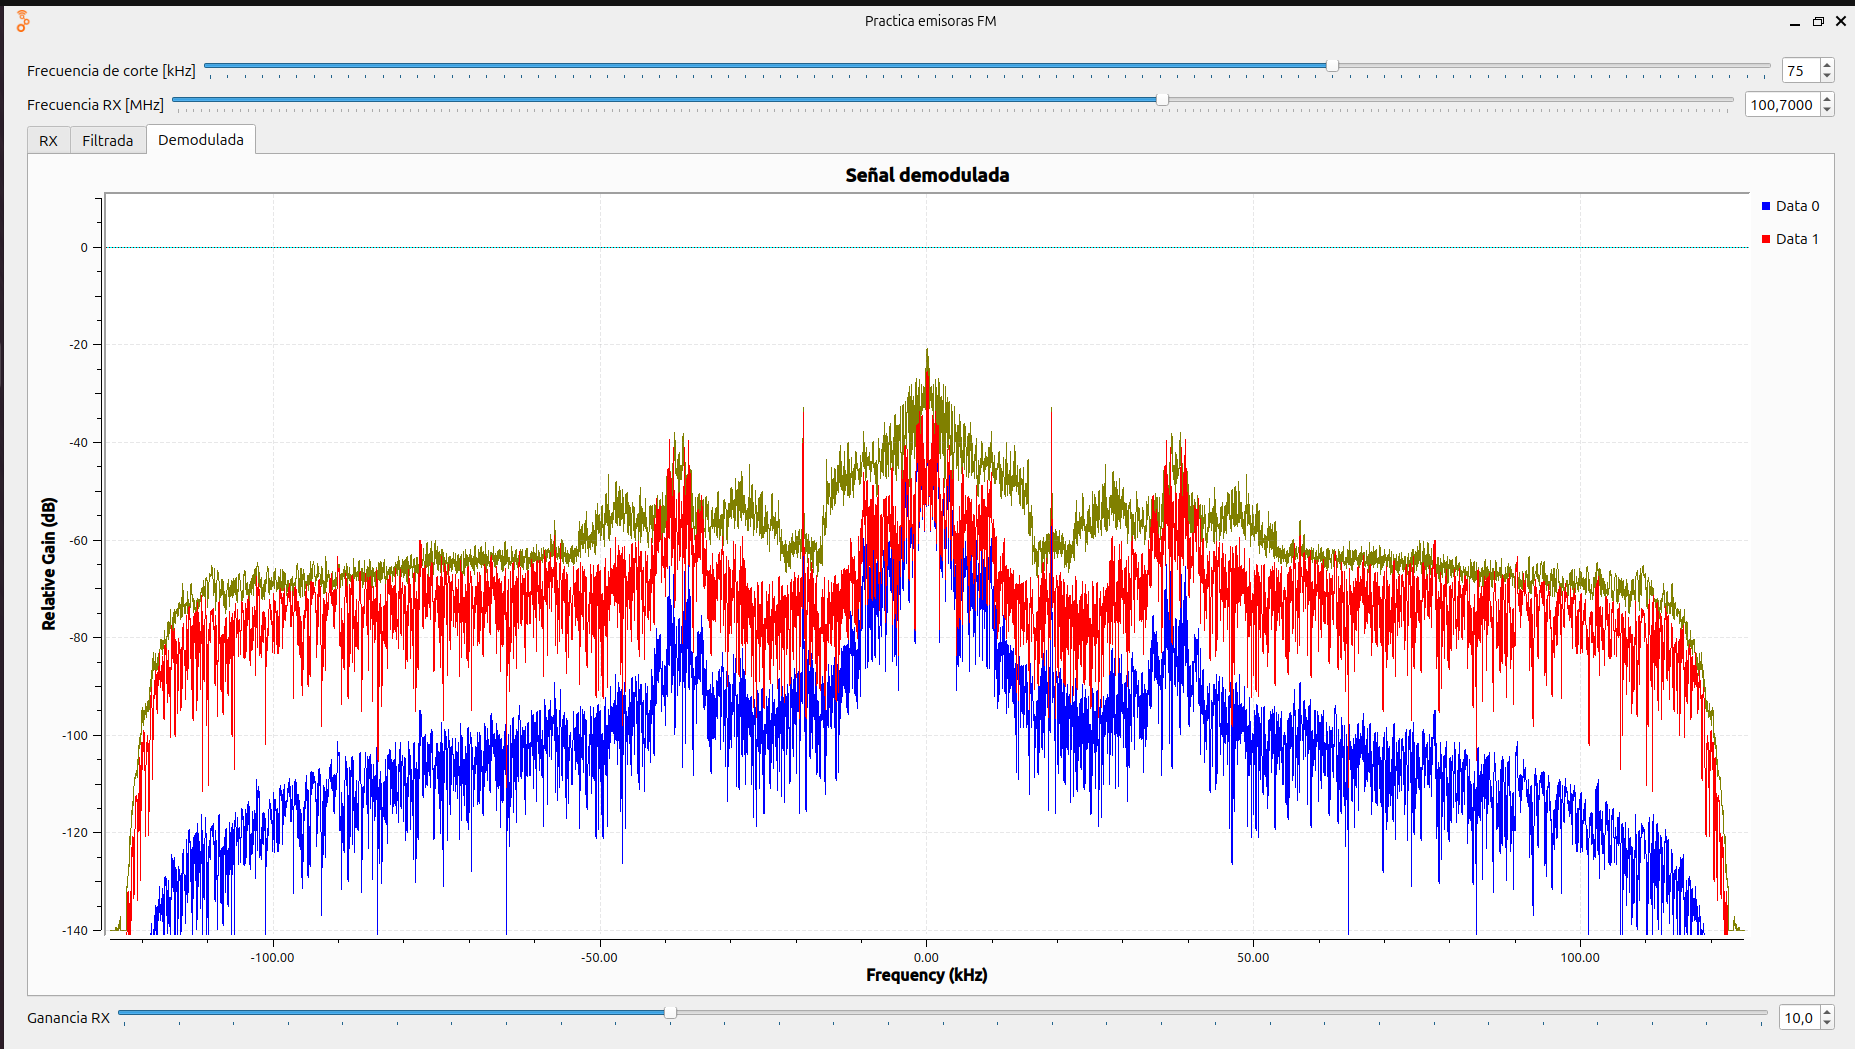 Practica emisoras FM
Frecuencia de corte [kHz] 75
Frecuencia RX [MHz] 100,7000
RX Filtrada Demodulada
Señal demodulada
Data 0
Data 1
Relative Gain (dB)
0
-20
-40
-60
-80
-100
-120
-140
-100.00 -50.00 0.00 50.00 100.00
Frequency (kHz)
Ganancia RX 10,0